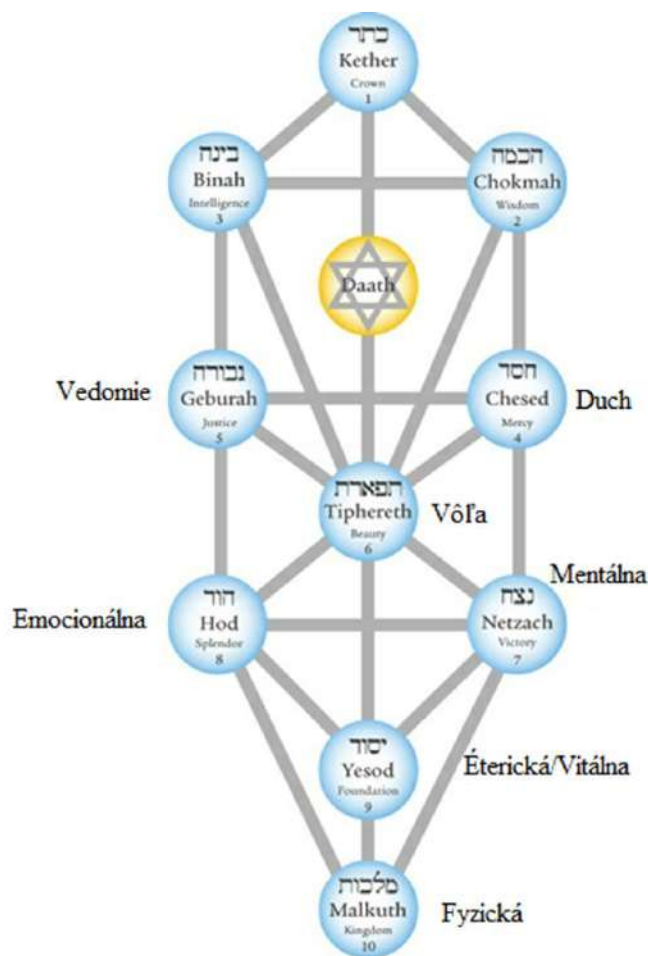 כתר
Kether
Crown
1
בינה
Binah
Intelligence
3
חכמה
Chokmah
Wisdom
2
Daath
Vedomie
גבורה
Geburah
Justice
5
חסד
Chesed
Mercy
4
Duch
תפארת
Tiphereth
Beauty
6
Vôľa
Mentálna
Emocionálna
הוד
Hod
Splendor
8
נצח
Netzach
Victory
7
יסוד
Yesod
Foundation
9
Éterická/Vitálna
מלכות
Malkuth
Kingdom
10
Fyzická